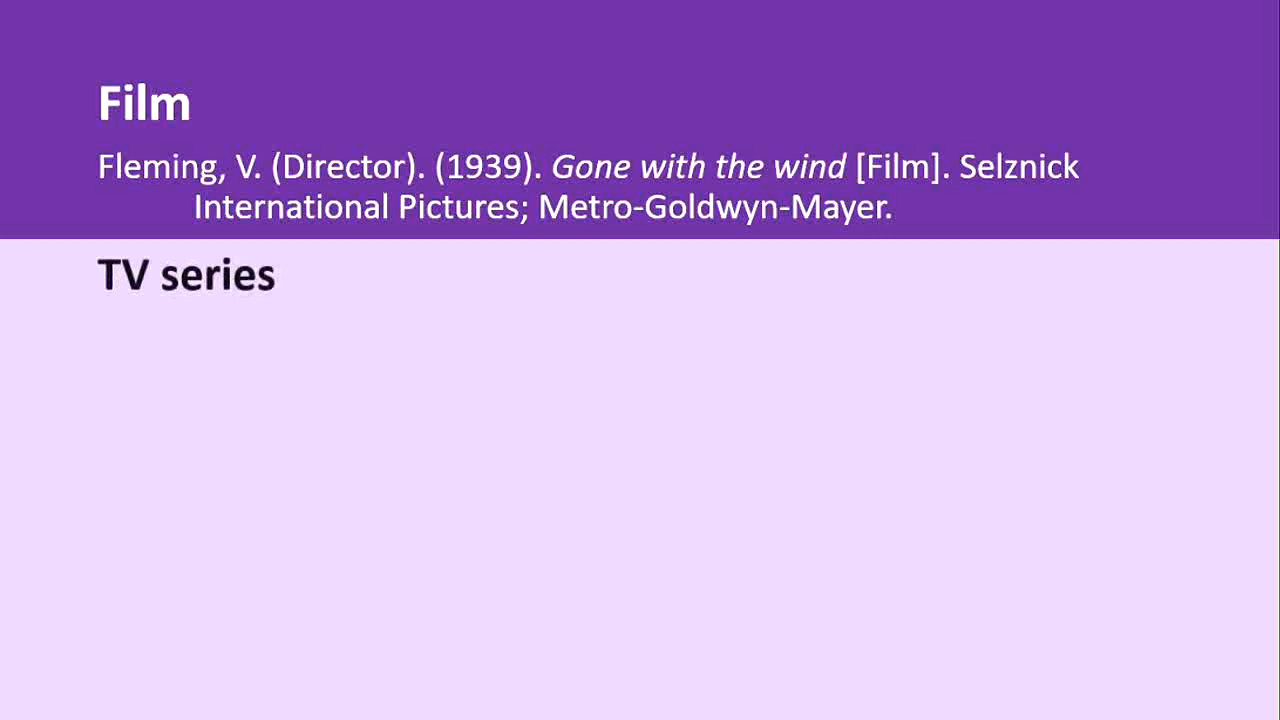 Film
Fleming, V. (Director). (1939). Gone with the wind [Film]. Selznick
International Pictures; Metro-Goldwyn-Mayer.
TV series